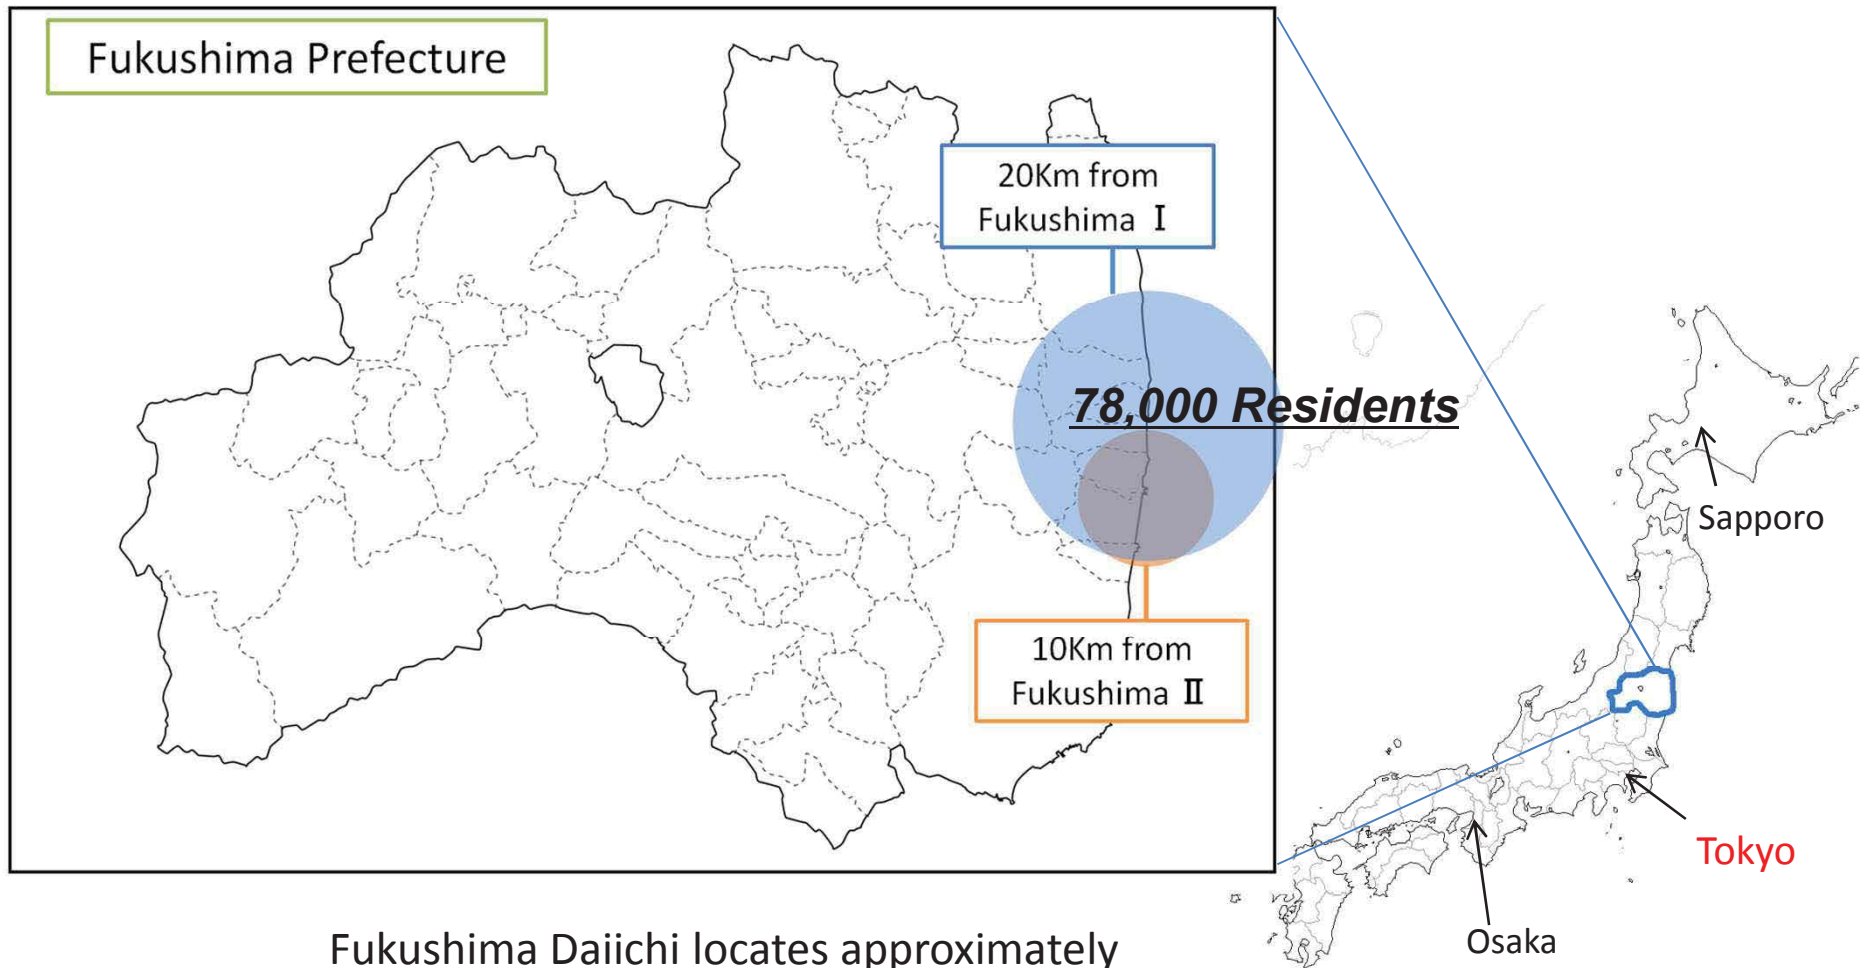 Fukushima Prefecture
20Km from
Fukushima Ⅰ
78,000 Residents
10Km from
Fukushima Ⅱ
Sapporo
Tokyo
Osaka
Fukushima Daiichi locates approximately